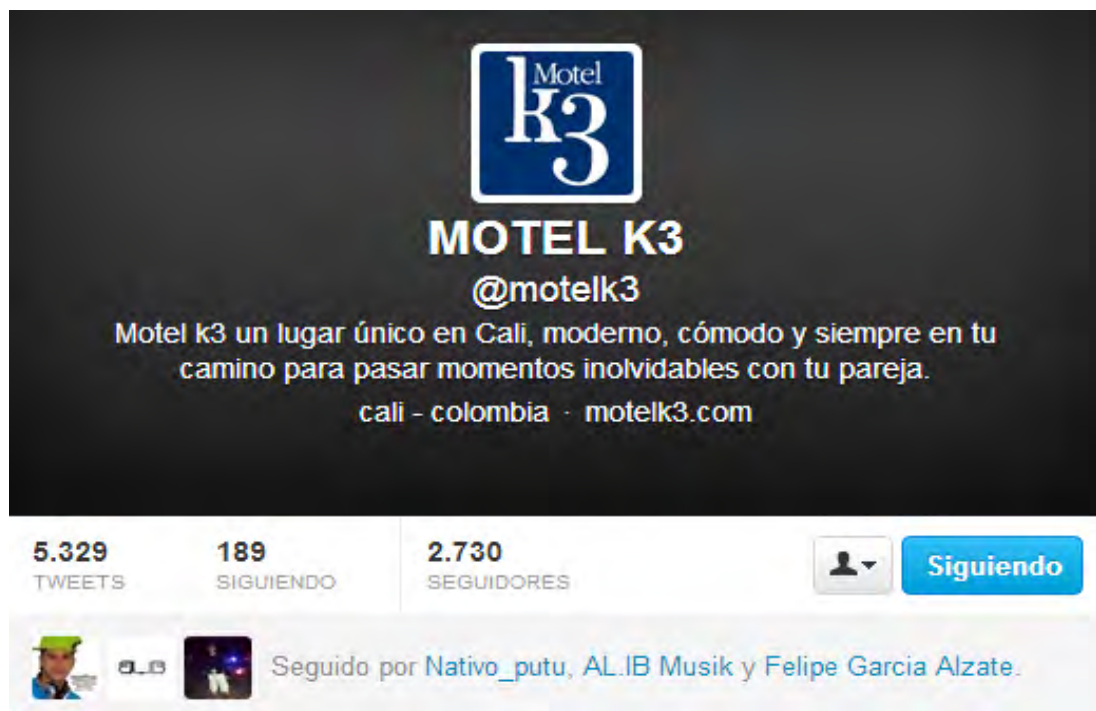 Motel
k3
MOTEL K3
@motelk3
Motel k3 un lugar único en Cali, moderno, cómodo y siempre en tu
camino para pasar momentos inolvidables con tu pareja.
cali - colombia · motelk3.com
5.329 189 2.730
TWEETS SIGUIENDO SEGUIDORES
Siguiendo
Seguido por Nativo_putu, AL.IB Musik y Felipe Garcia Alzate.